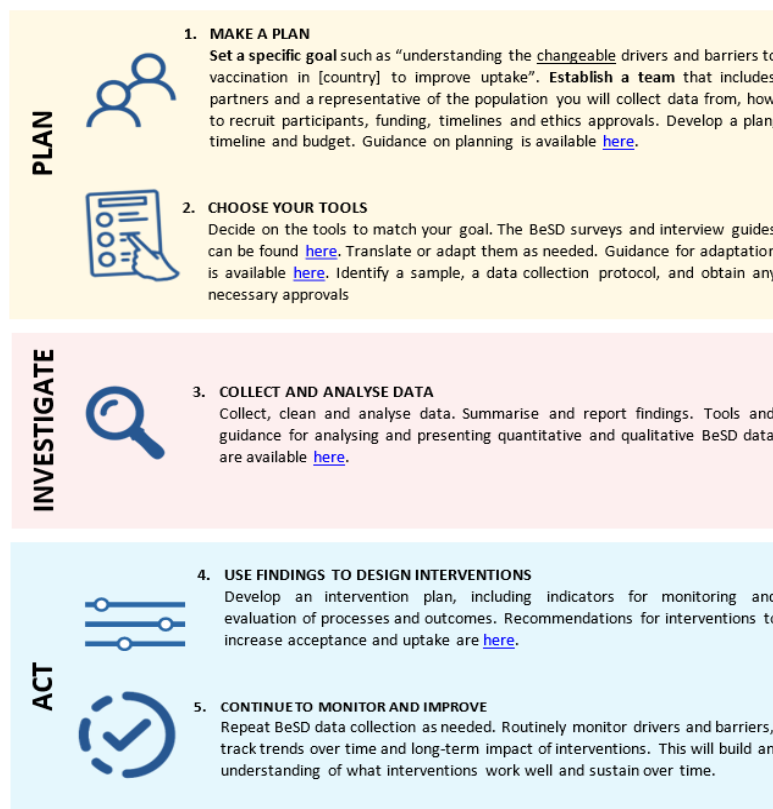 PLAN
1. MAKE A PLAN
Set a specific goal such as “understanding the changeable drivers and barriers to
vaccination in [country] to improve uptake”. Establish a team that includes
partners and a representative of the population you will collect data from, how
to recruit participants, funding, timelines and ethics approvals. Develop a plan,
timeline and budget. Guidance on planning is available here.
2. CHOOSE YOUR TOOLS
Decide on the tools to match your goal. The BeSD surveys and interview guides
can be found here. Translate or adapt them as needed. Guidance for adaptation
is available here. Identify a sample, a data collection protocol, and obtain any
necessary approvals
INVESTIGATE
3. COLLECT AND ANALYSE DATA
Collect, clean and analyse data. Summarise and report findings. Tools and
guidance for analysing and presenting quantitative and qualitative BeSD data
are available here.
ACT
4. USE FINDINGS TO DESIGN INTERVENTIONS
Develop an intervention plan, including indicators for monitoring and
evaluation of processes and outcomes. Recommendations for interventions to
increase acceptance and uptake are here.
5. CONTINUE TO MONITOR AND IMPROVE
Repeat BeSD data collection as needed. Routinely monitor drivers and barriers,
track trends over time and long-term impact of interventions. This will build an
understanding of what interventions work well and sustain over time.